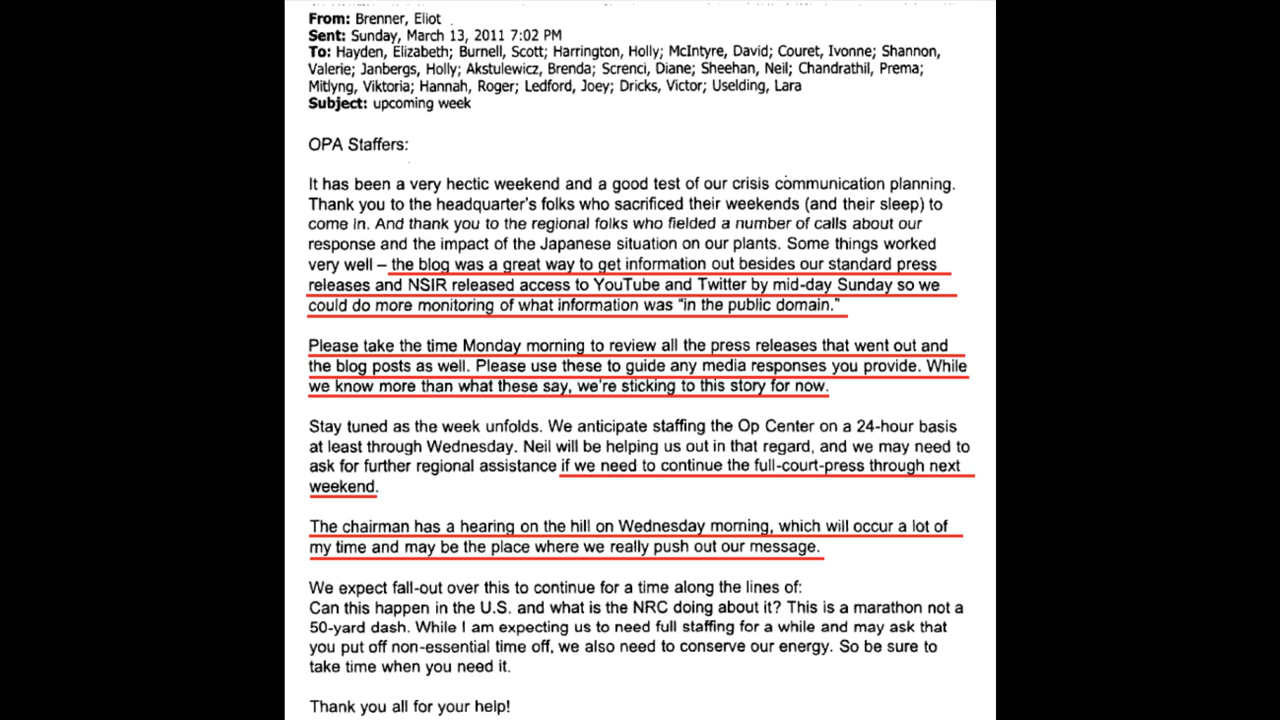 From: Brenner, Eliot
Sent: Sunday, March 13, 2011 7:02 PM
To: Hayden, Elizabeth; Burnell, Scott; Harrington, Holly; McIntyre, David; Couret, Ivonne; Shannon,
Valerie; Janbergs, Holly; Akstulewicz, Brenda; Screnci, Diane; Sheehan, Neil; Chandrathil, Prema;
Mitlyng, Viktoria; Hannah, Roger; Ledford, Joey; Dricks, Victor; Uselding, Lara
Subject: upcoming week
OPA Staffers:
It has been a very hectic weekend and a good test of our crisis communication planning.
Thank you to the headquarter's folks who sacrificed their weekends (and their sleep) to
come in. And thank you to the regional folks who fielded a number of calls about our
response and the impact of the Japanese situation on our plants. Some things worked
very well – the blog was a great way to get information out besides our standard press
releases and NSIR released access to YouTube and Twitter by mid-day Sunday so we
could do more monitoring of what information was "in the public domain."
Please take the time Monday morning to review all the press releases that went out and
the blog posts as well. Please use these to guide any media responses you provide. While
we know more than what these say, we're sticking to this story for now.
Stay tuned as the week unfolds. We anticipate staffing the Op Center on a 24-hour basis
at least through Wednesday. Neil will be helping us out in that regard, and we may need to
ask for further regional assistance if we need to continue the full-court-press through next
weekend.
The chairman has a hearing on the hill on Wednesday morning, which will occur a lot of
my time and may be the place where we really push out our message.
We expect fall-out over this to continue for a time along the lines of:
Can this happen in the U.S. and what is the NRC doing about it? This is a marathon not a
50-yard dash. While I am expecting us to need full staffing for a while and may ask that
you put off non-essential time off, we also need to conserve our energy. So be sure to
take time when you need it.
Thank you all for your help!